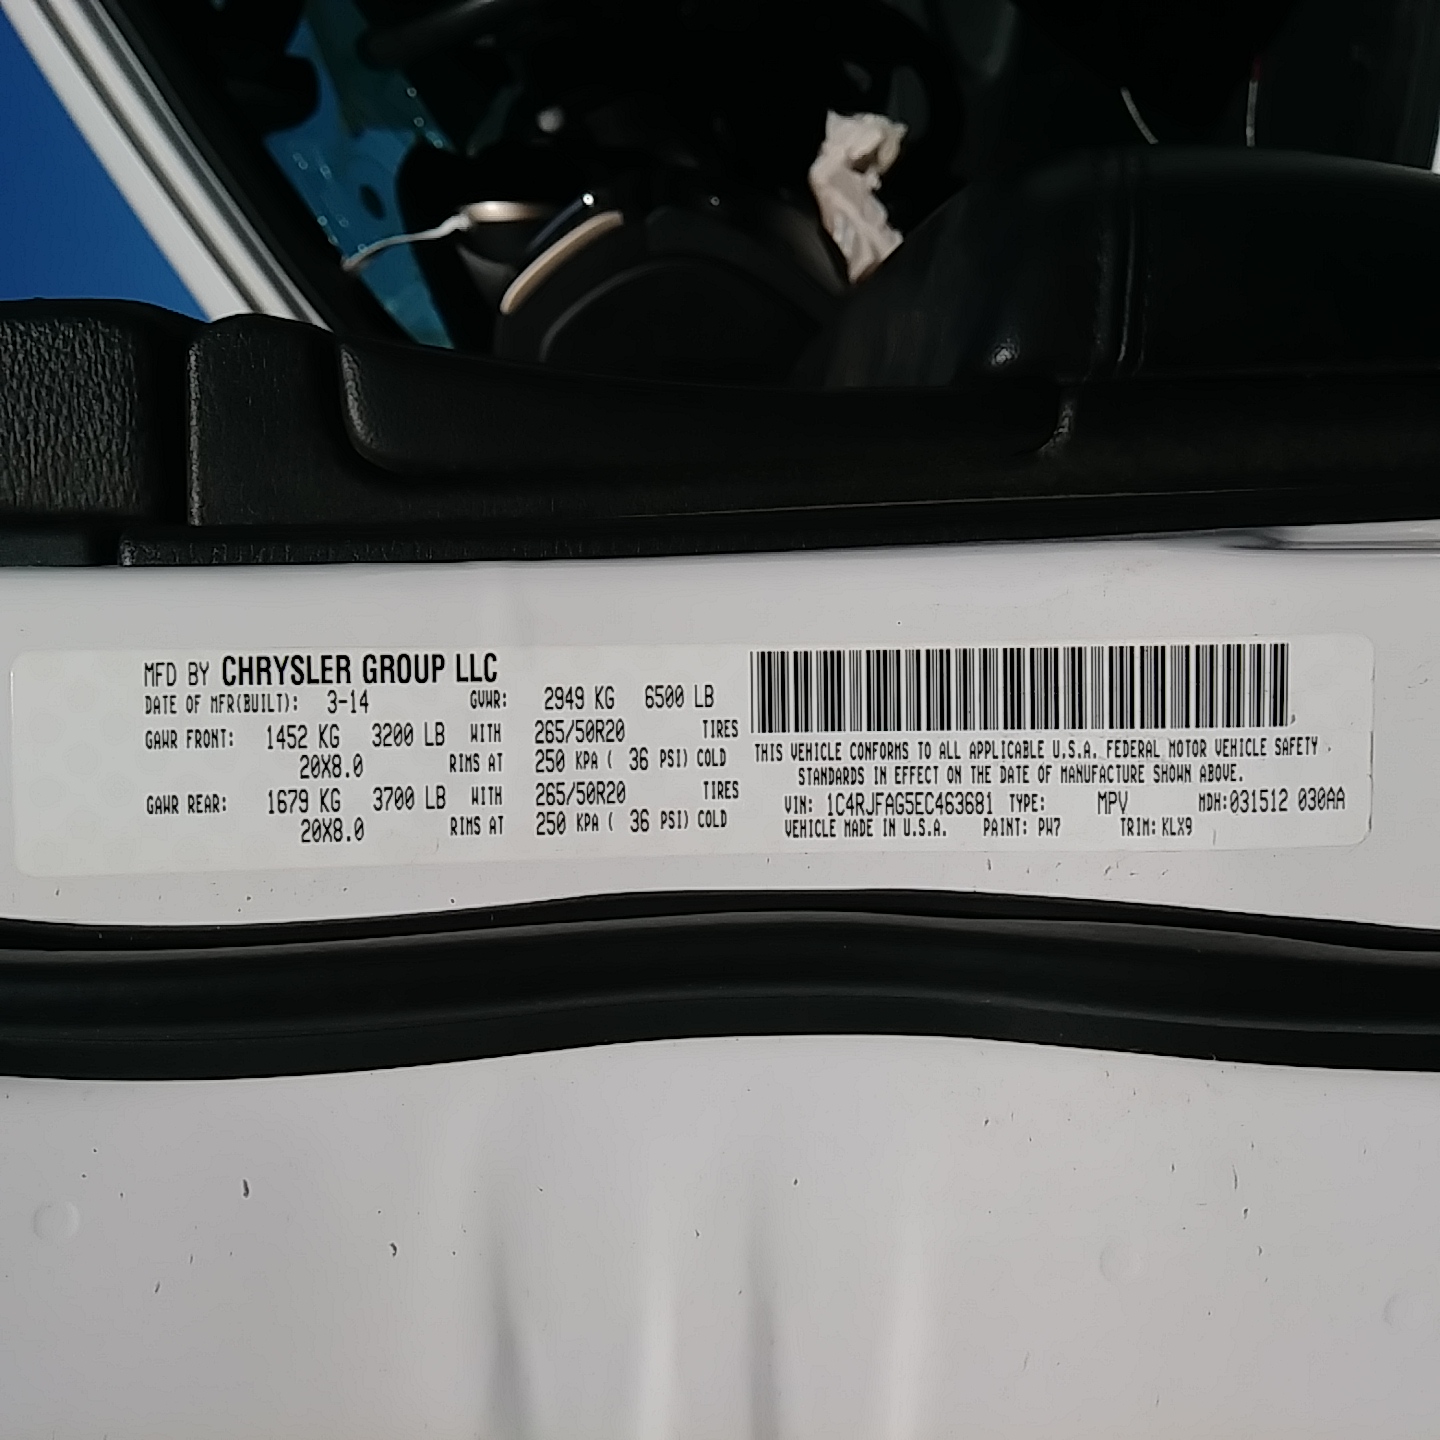 MFD BY CHRYSLER GROUP LLC
DATE OF MFR(BUILT): 3-14 GVWR: 2949 KG 6500 LB
GAWR FRONT: 1452 KG 3200 LB WITH 265/50R20 TIRES
20X8.0 RIMS AT 250 KPA ( 36 PSI) COLD
GAWR REAR: 1679 KG 3700 LB WITH 265/50R20 TIRES
20X8.0 RIMS AT 250 KPA ( 36 PSI) COLD
THIS VEHICLE CONFORMS TO ALL APPLICABLE U.S.A. FEDERAL MOTOR VEHICLE SAFETY
STANDARDS IN EFFECT ON THE DATE OF MANUFACTURE SHOWN ABOVE.
VIN: 1C4RJFAG5EC463681 TYPE: MPV MDH:031512 030AA
VEHICLE MADE IN U.S.A. PAINT: PW7 TRIM: KLX9